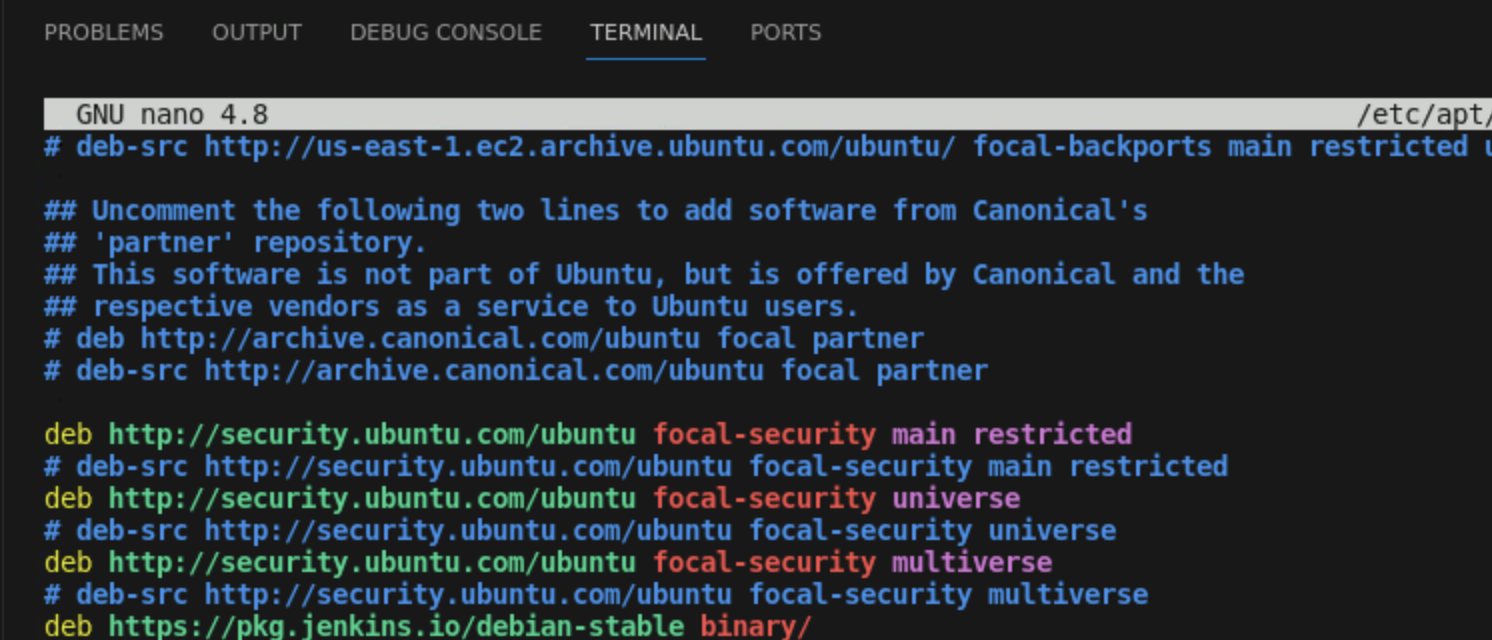 PROBLEMS OUTPUT DEBUG CONSOLE TERMINAL PORTS
GNU nano 4.8 /etc/apt/
# deb-src http://us-east-1.ec2.archive.ubuntu.com/ubuntu/ focal-backports main restricted
## Uncomment the following two lines to add software from Canonical's
## 'partner' repository.
## This software is not part of Ubuntu, but is offered by Canonical and the
## respective vendors as a service to Ubuntu users.
# deb http://archive.canonical.com/ubuntu focal partner
# deb-src http://archive.canonical.com/ubuntu focal partner
deb http://security.ubuntu.com/ubuntu focal-security main restricted
# deb-src http://security.ubuntu.com/ubuntu focal-security main restricted
deb http://security.ubuntu.com/ubuntu focal-security universe
# deb-src http://security.ubuntu.com/ubuntu focal-security universe
deb http://security.ubuntu.com/ubuntu focal-security multiverse
# deb-src http://security.ubuntu.com/ubuntu focal-security multiverse
deb https://pkg.jenkins.io/debian-stable binary/